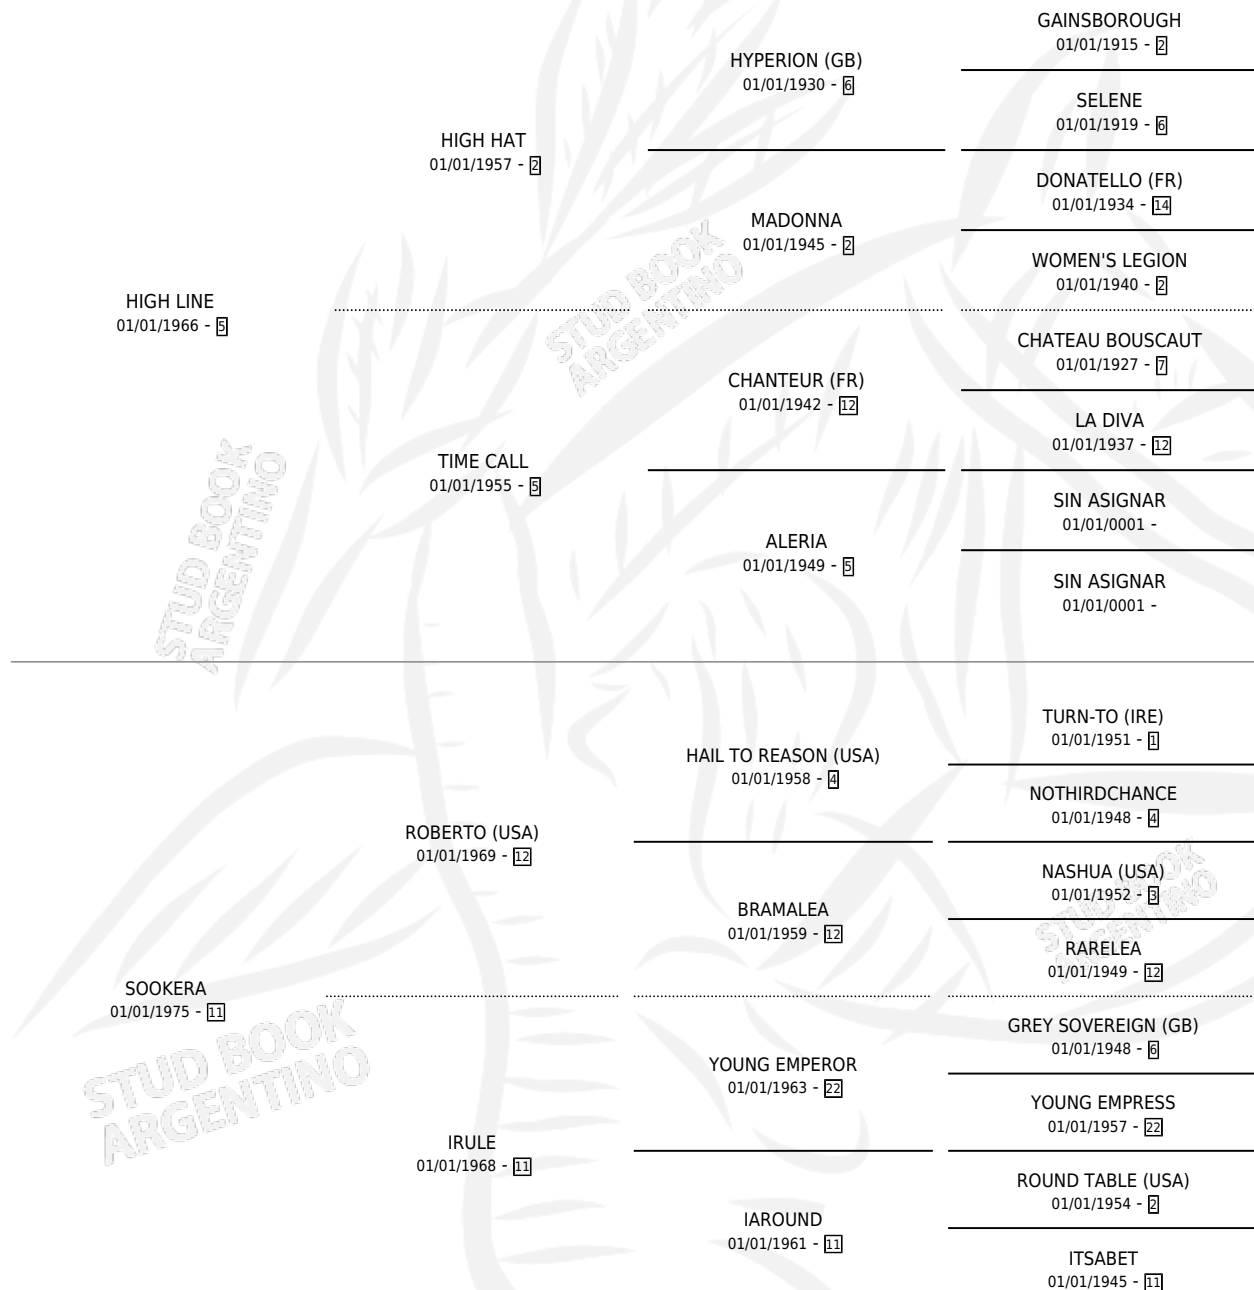 GAINSBOROUGH
01/01/1915 - 2
HYPERION (GB)
01/01/1930 - 6
SELENE
01/01/1919 - 6
HIGH HAT
01/01/1957 - 2
DONATELLO (FR)
01/01/1934 - 14
MADONNA
01/01/1945 - 2
WOMEN'S LEGION
01/01/1940 - 2
HIGH LINE
01/01/1966 - 5
CHATEAU BOUSCAUT
01/01/1927 - 7
CHANTEUR (FR)
01/01/1942 - 12
LA DIVA
01/01/1937 - 12
TIME CALL
01/01/1955 - 5
SIN ASIGNAR
01/01/0001 -
ALERIA
01/01/1949 - 5
SIN ASIGNAR
01/01/0001 -
TURN-TO (IRE)
01/01/1951 - 1
HAIL TO REASON (USA)
01/01/1958 - 4
NOTHIRDCHANCE
01/01/1948 - 4
ROBERTO (USA)
01/01/1969 - 12
NASHUA (USA)
01/01/1952 - 3
BRAMALEA
01/01/1959 - 12
RARELEA
01/01/1949 - 12
SOOKERA
01/01/1975 - 11
GREY SOVEREIGN (GB)
01/01/1948 - 6
YOUNG EMPEROR
01/01/1963 - 22
YOUNG EMPRESS
01/01/1957 - 22
IRULE
01/01/1968 - 11
ROUND TABLE (USA)
01/01/1954 - 2
IAROUND
01/01/1961 - 11
ITSABET
01/01/1945 - 11
STUD BOOK
ARGENTINO
STUD BOOK
ARGENTINO
STUD BOOK
ARGENTINO
STUD BOOK
ARGENTINO